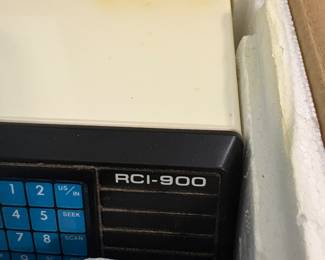 RCI-900
1 2 US/IN
4 5 SEEK
7 8 SCAN